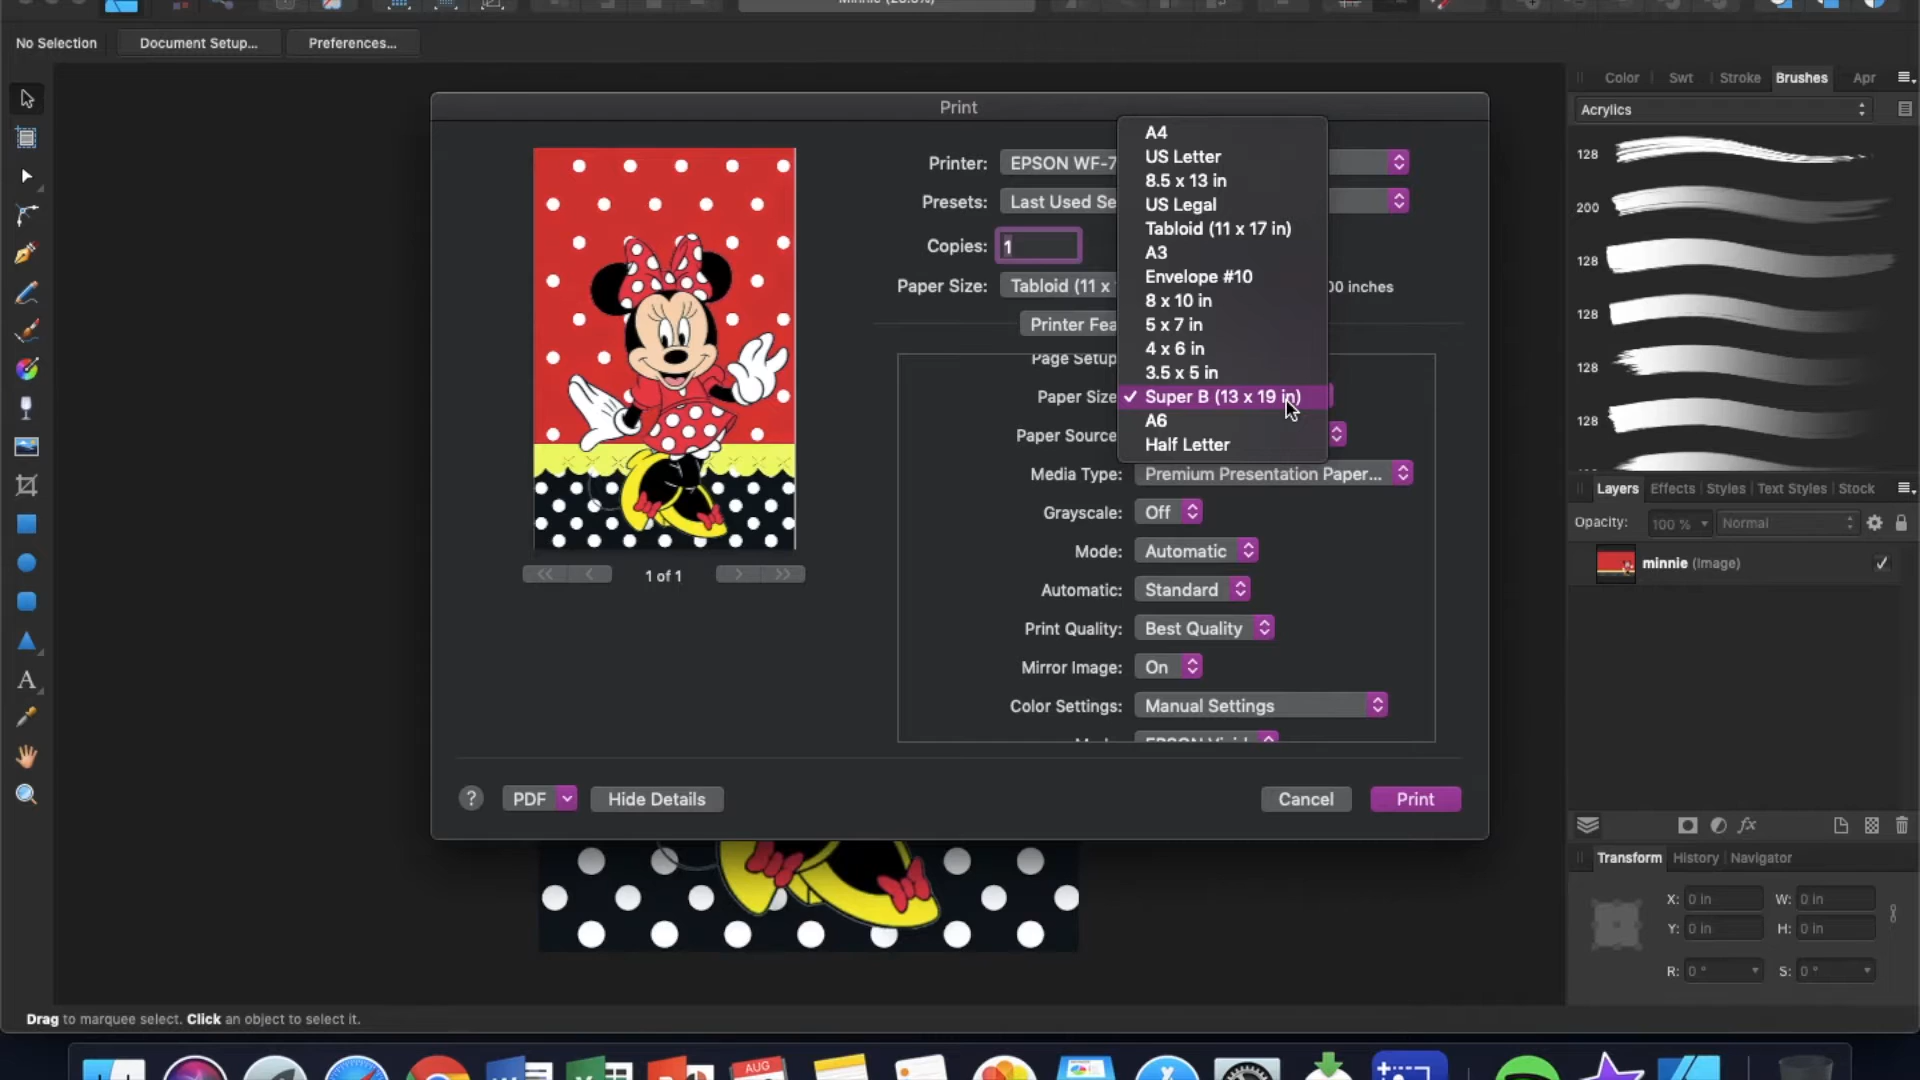 Minnie (25.5%)
No Selection
Document Setup...
Preferences...
Color
Swt
Stroke
Brushes
Apr
Acrylics
128
200
128
128
128
128
Print
Printer: EPSON WF-7
Presets: Last Used Se
Copies: 1
Paper Size: Tabloid (11 x
00 inches
Printer Fea
A4
US Letter
8.5 x 13 in
US Legal
Tabloid (11 x 17 in)
A3
Envelope #10
8 x 10 in
5 x 7 in
4 x 6 in
3.5 x 5 in
✓ Super B (13 x 19 in)
A6
Half Letter
Page Setup
Paper Size
Paper Source
Media Type: Premium Presentation Paper...
Grayscale: Off
Mode: Automatic
Automatic: Standard
Print Quality: Best Quality
Mirror Image: On
Color Settings: Manual Settings
EPSON Vivid
1 of 1
? PDF Hide Details
Cancel Print
Layers Effects Styles Text Styles Stock
Opacity: 100 % Normal
minnie (Image)
fx
Transform History Navigator
X: 0 in W: 0 in
Y: 0 in H: 0 in
R: 0 ° S: 0 °
A
Drag to marquee select. Click an object to select it.
AUG